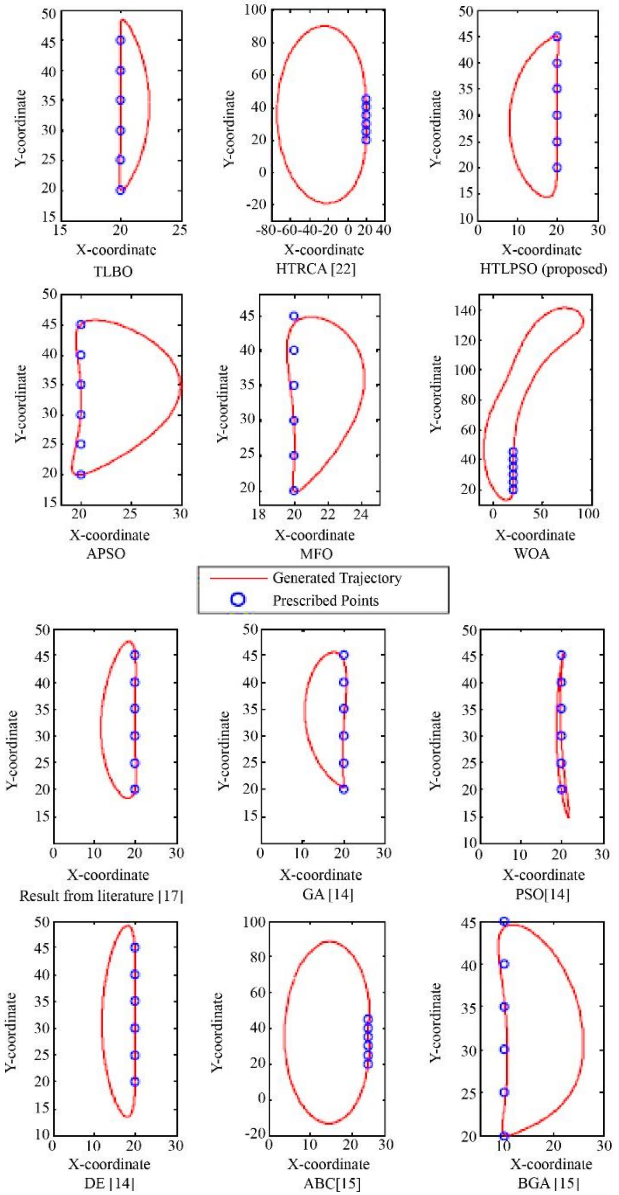 Y-coordinate
50
45
40
35
30
25
20
15
15 20 25
X-coordinate
TLBO
Y-coordinate
100
80
60
40
20
0
-20
-80-60-40-20 0 20 40
X-coordinate
HTRCA [22]
Y-coordinate
50
45
40
35
30
25
20
15
10
0 10 20 30
X-coordinate
HTLPSO (proposed)
Y-coordinate
50
45
40
35
30
25
20
15
20 25 30
X-coordinate
APSO
Y-coordinate
45
40
35
30
25
20
18 20 22 24
X-coordinate
MFO
Y-coordinate
140
120
100
80
60
40
20
0 50 100
X-coordinate
WOA
Generated Trajectory
Prescribed Points
Y-coordinate
50
45
40
35
30
25
20
15
0 10 20 30
X-coordinate
Result from literature [17]
Y-coordinate
50
45
40
35
30
25
20
15
0 10 20 30
X-coordinate
GA [14]
Y-coordinate
50
45
40
35
30
25
20
15
0 10 20 30
X-coordinate
PSO[14]
Y-coordinate
50
45
40
35
30
25
20
15
10
0 10 20 30
X-coordinate
DE [14]
Y-coordinate
100
80
60
40
20
0
-20
0 10 20 30
X-coordinate
ABC[15]
Y-coordinate
45
40
35
30
25
20
10 20 30
X-coordinate
BGA [15]